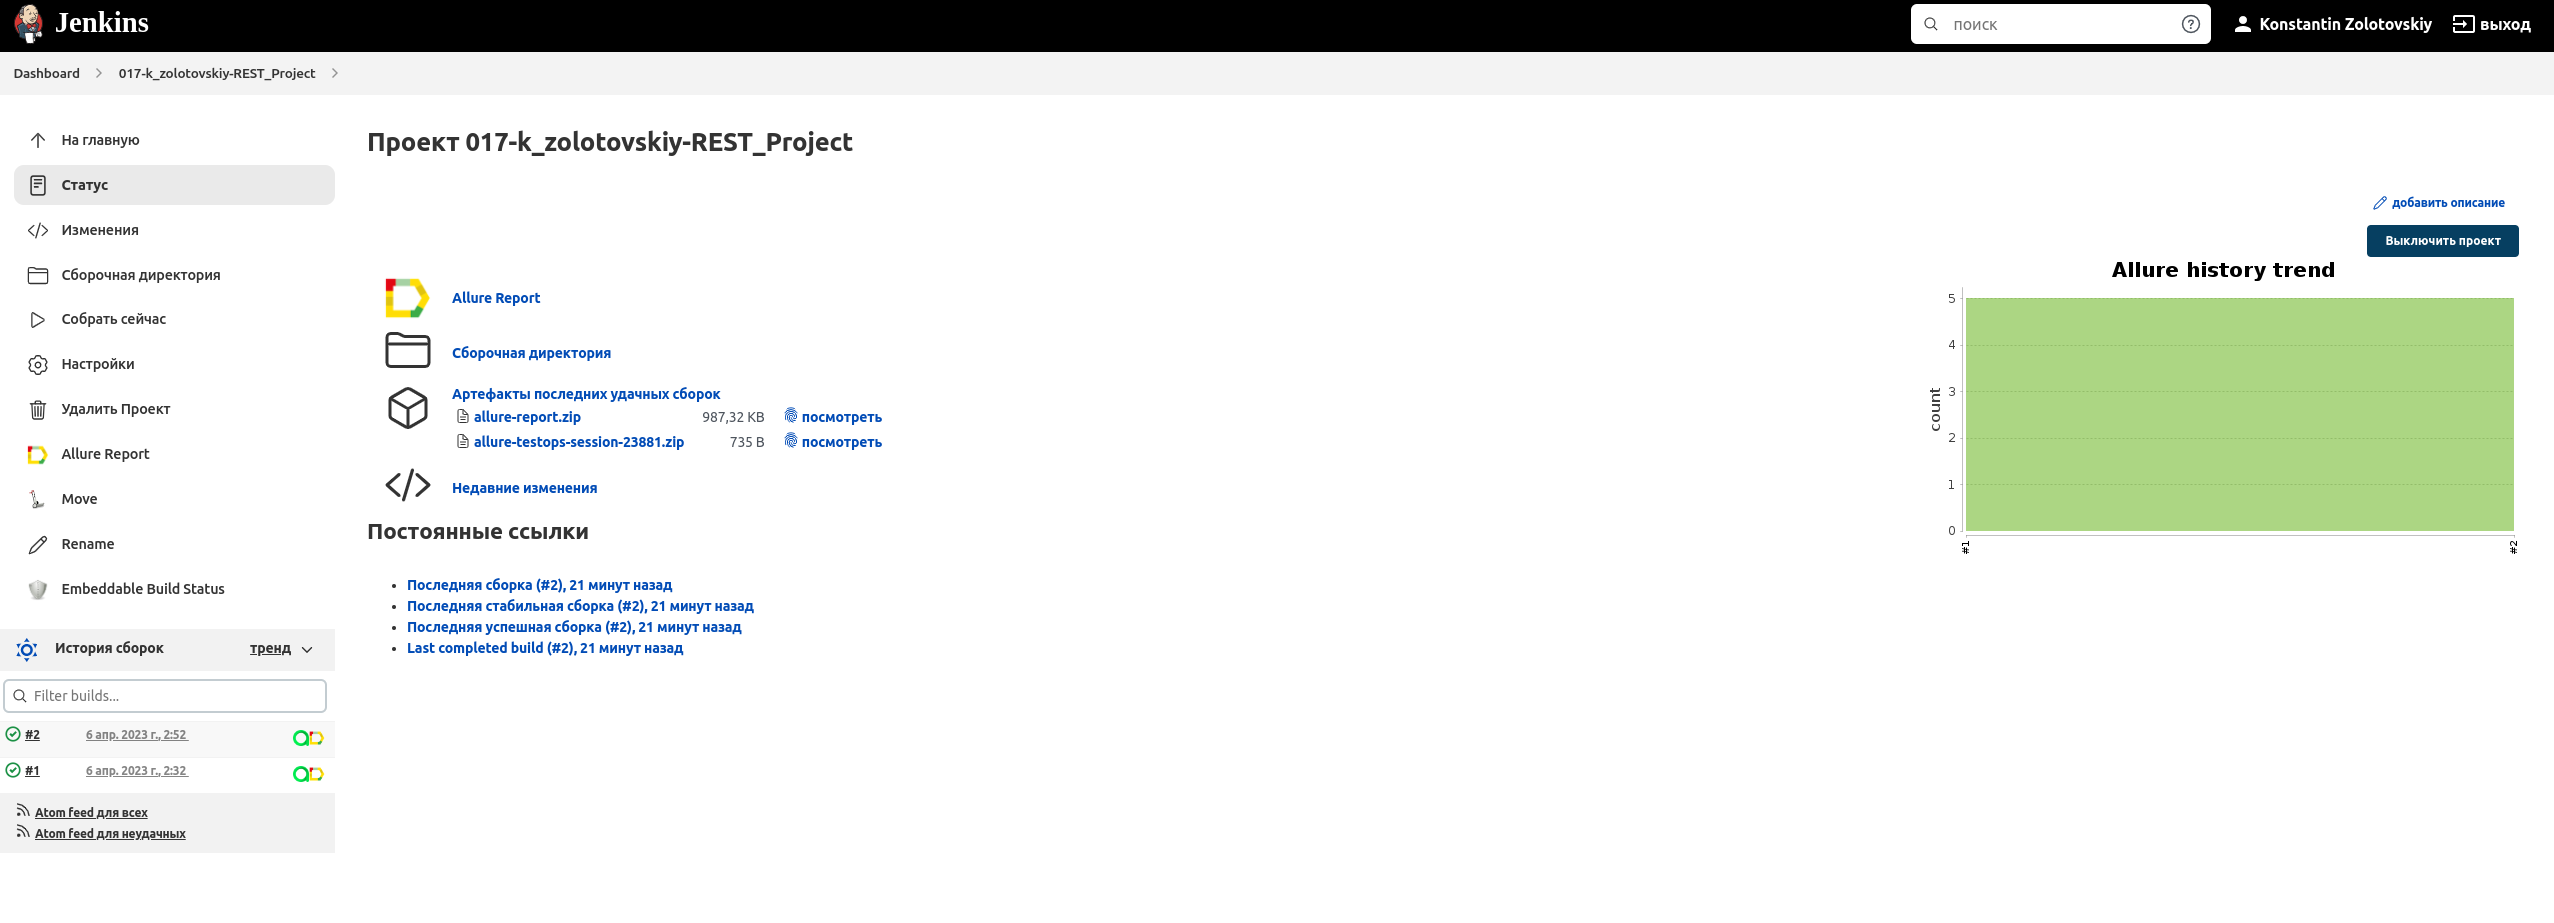 Jenkins
поиск
Konstantin Zolotovskiy
выход
Dashboard
017-k_zolotovskiy-REST_Project
На главную
Статус
Изменения
Сборочная директория
Собрать сейчас
Настройки
Удалить Проект
Allure Report
Move
Rename
Embeddable Build Status
История сборок
тренд
Filter builds...
#2 6 апр. 2023 г., 2:52
#1 6 апр. 2023 г., 2:32
Atom feed для всех
Atom feed для неудачных
Проект 017-k_zolotovskiy-REST_Project
добавить описание
Выключить проект
Allure Report
Сборочная директория
Артефакты последних удачных сборок
allure-report.zip 987,32 KB посмотреть
allure-testops-session-23881.zip 735 B посмотреть
Недавние изменения
Постоянные ссылки
Последняя сборка (#2), 21 минут назад
Последняя стабильная сборка (#2), 21 минут назад
Последняя успешная сборка (#2), 21 минут назад
Last completed build (#2), 21 минут назад
Allure history trend
count
5
4
3
2
1
0
#1
#2